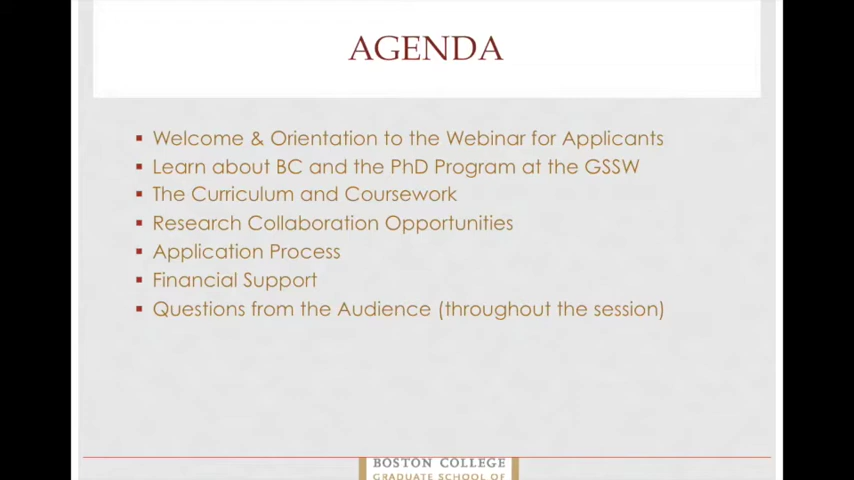 AGENDA
Welcome & Orientation to the Webinar for Applicants
Learn about BC and the PhD Program at the GSSW
The Curriculum and Coursework
Research Collaboration Opportunities
Application Process
Financial Support
Questions from the Audience (throughout the session)
BOSTON COLLEGE
GRADUATE SCHOOL OF